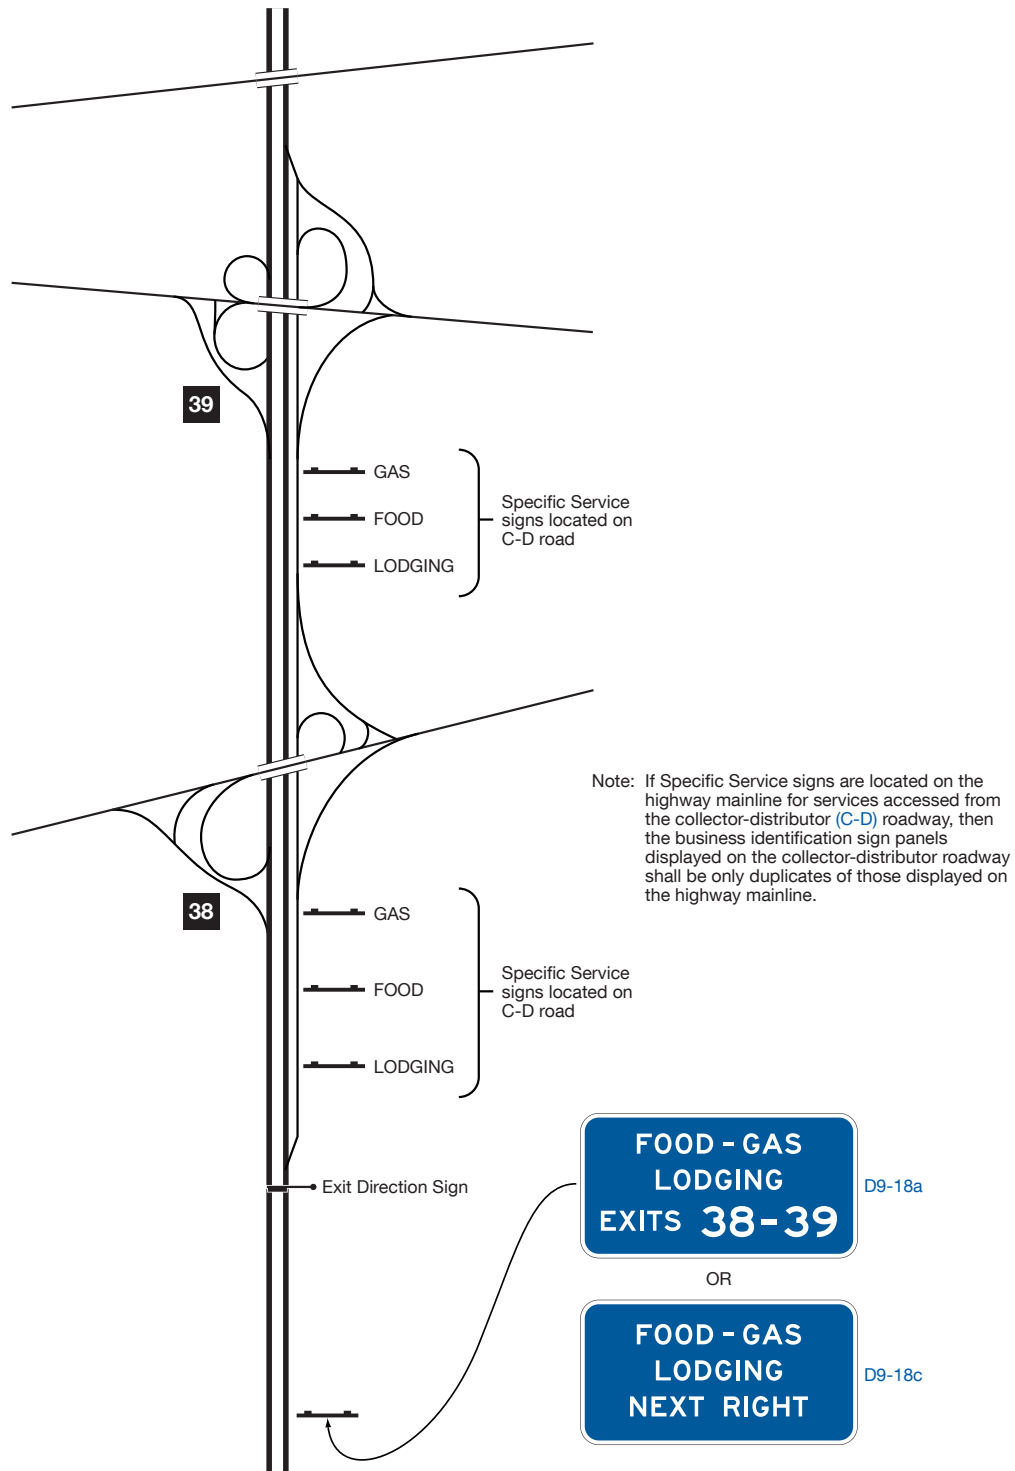 39
GAS
FOOD
LODGING
Specific Service
signs located on
C-D road
Note: If Specific Service signs are located on the
highway mainline for services accessed from
the collector-distributor (C-D) roadway, then
the business identification sign panels
displayed on the collector-distributor roadway
shall be only duplicates of those displayed on
the highway mainline.
38
GAS
FOOD
LODGING
Specific Service
signs located on
C-D road
Exit Direction Sign
FOOD - GAS
LODGING
EXITS 38-39
D9-18a
OR
FOOD - GAS
LODGING
NEXT RIGHT
D9-18c